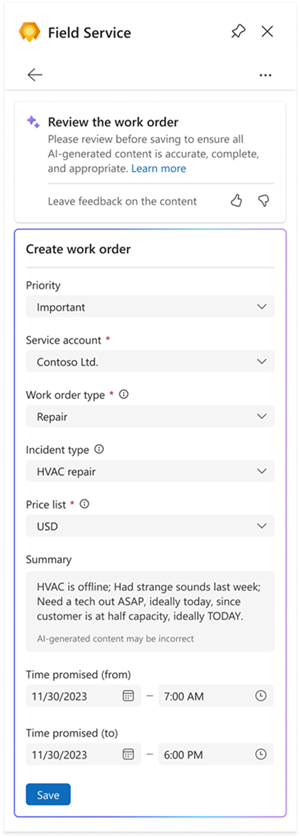 Field Service
Review the work order
Please review before saving to ensure all
AI-generated content is accurate, complete,
and appropriate. Learn more
Leave feedback on the content
Create work order
Priority
Important
Service account *
Contoso Ltd.
Work order type *
Repair
Incident type
HVAC repair
Price list *
USD
Summary
HVAC is offline; Had strange sounds last week;
Need a tech out ASAP, ideally today, since
customer is at half capacity, ideally TODAY.
AI-generated content may be incorrect
Time promised (from)
11/30/2023 – 7:00 AM
Time promised (to)
11/30/2023 – 6:00 PM
Save